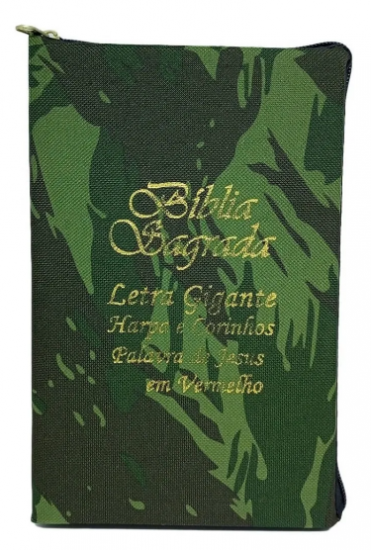 Bíblia
Sagrada
Letra Gigante
Harpa e Corinhos
Palavra de Jesus
em Vermelho